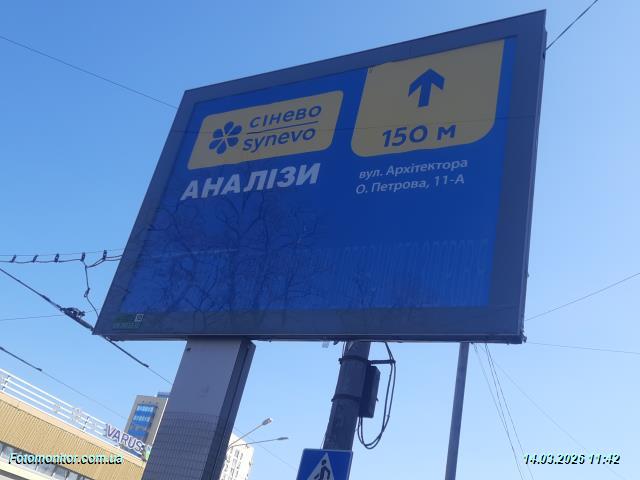 сінево
synevo
150 м
АНАЛІЗИ
вул. Архітектора
О. Петрова, 11-А
VARUS
Fotomonitor.com.ua
14.03.2026 11:42